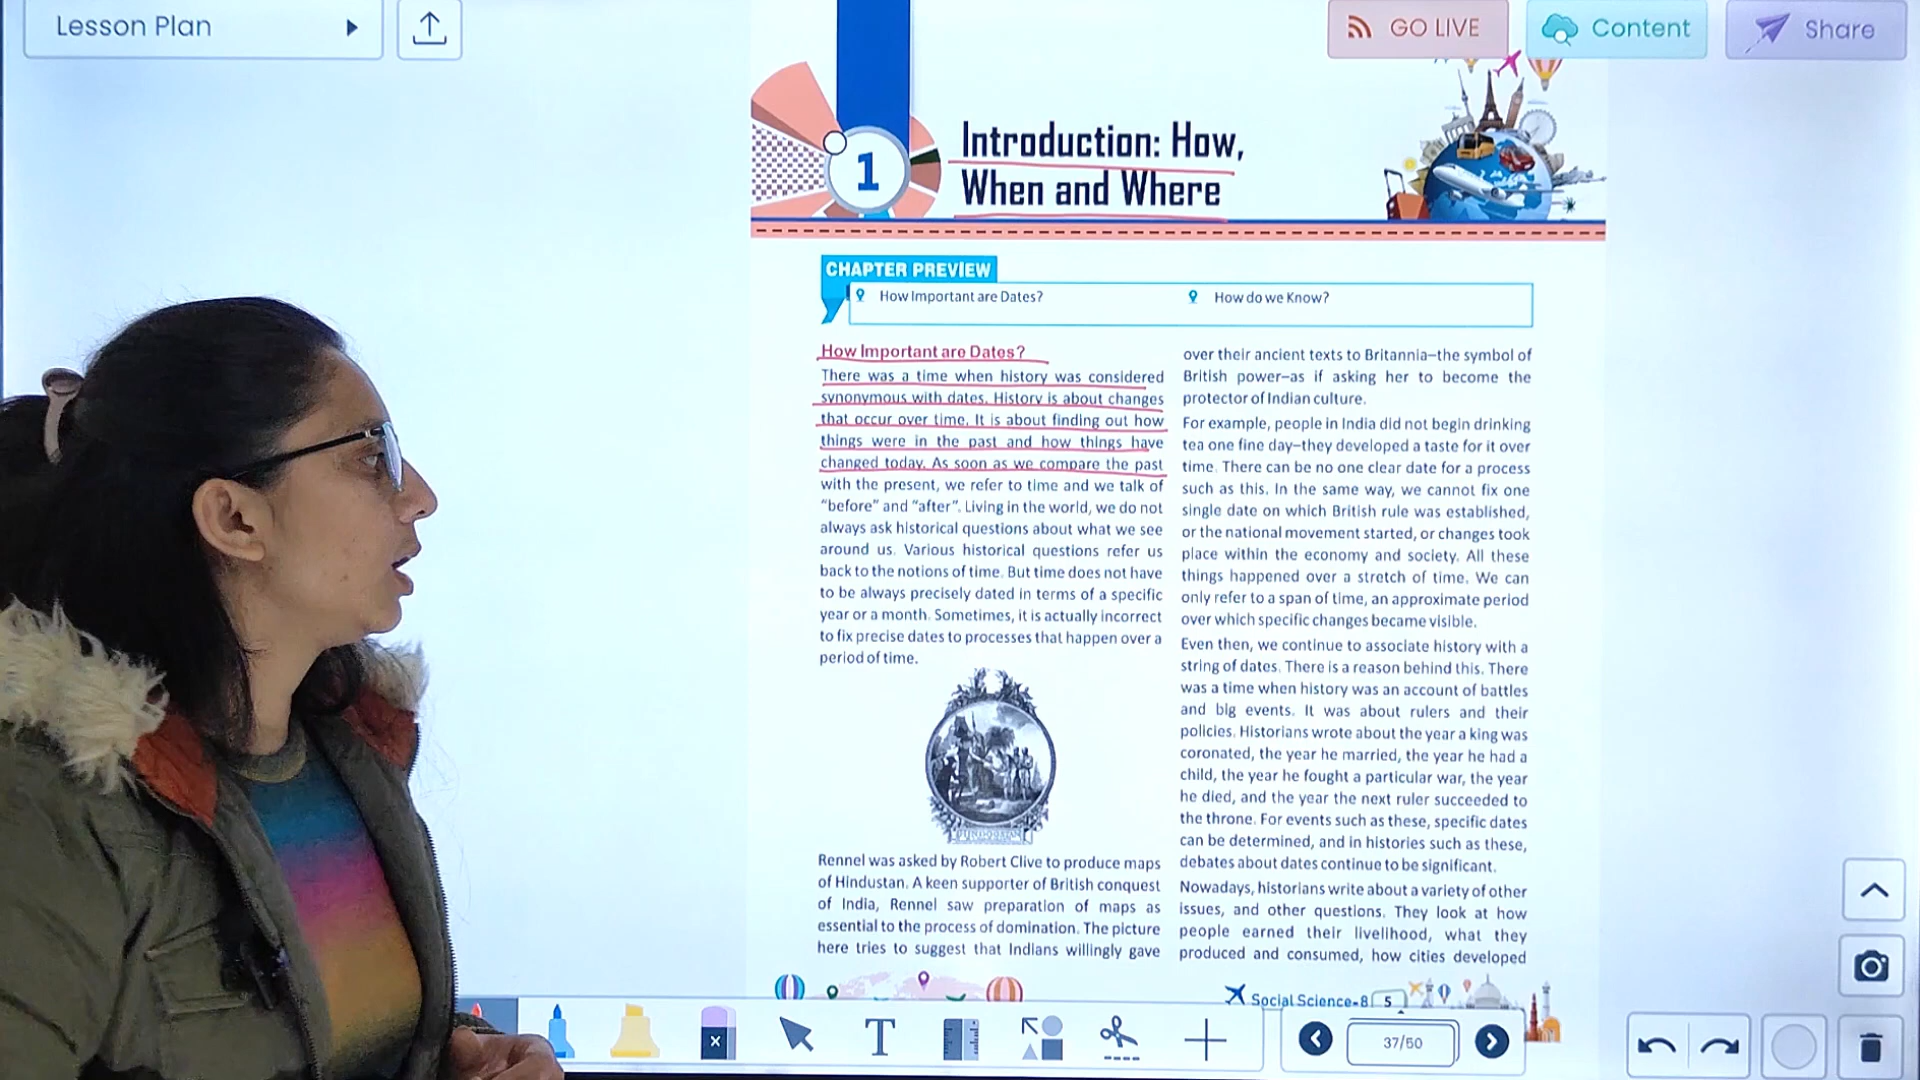 Lesson Plan
GO LIVE
Content
Share
1
Introduction: How,
When and Where
CHAPTER PREVIEW
How Important are Dates?
How do we Know?
How Important are Dates?
There was a time when history was considered
synonymous with dates. History is about changes
that occur over time. It is about finding out how
things were in the past and how things have
changed today. As soon as we compare the past
with the present, we refer to time and we talk of
“before” and “after”. Living in the world, we do not
always ask historical questions about what we see
around us. Various historical questions refer us
back to the notions of time. But time does not have
to be always precisely dated in terms of a specific
year or a month. Sometimes, it is actually incorrect
to fix precise dates to processes that happen over a
period of time.
Rennel was asked by Robert Clive to produce maps
of Hindustan. A keen supporter of British conquest
of India, Rennel saw preparation of maps as
essential to the process of domination. The picture
here tries to suggest that Indians willingly gave
over their ancient texts to Britannia–the symbol of
British power–as if asking her to become the
protector of Indian culture.
For example, people in India did not begin drinking
tea one fine day–they developed a taste for it over
time. There can be no one clear date for a process
such as this. In the same way, we cannot fix one
single date on which British rule was established,
or the national movement started, or changes took
place within the economy and society. All these
things happened over a stretch of time. We can
only refer to a span of time, an approximate period
over which specific changes became visible.
Even then, we continue to associate history with a
string of dates. There is a reason behind this. There
was a time when history was an account of battles
and big events. It was about rulers and their
policies. Historians wrote about the year a king was
coronated, the year he married, the year he had a
child, the year he fought a particular war, the year
he died, and the year the next ruler succeeded to
the throne. For events such as these, specific dates
can be determined, and in histories such as these,
debates about dates continue to be significant.
Nowadays, historians write about a variety of other
issues, and other questions. They look at how
people earned their livelihood, what they
produced and consumed, how cities developed
Social Science-8 5
T
37/50